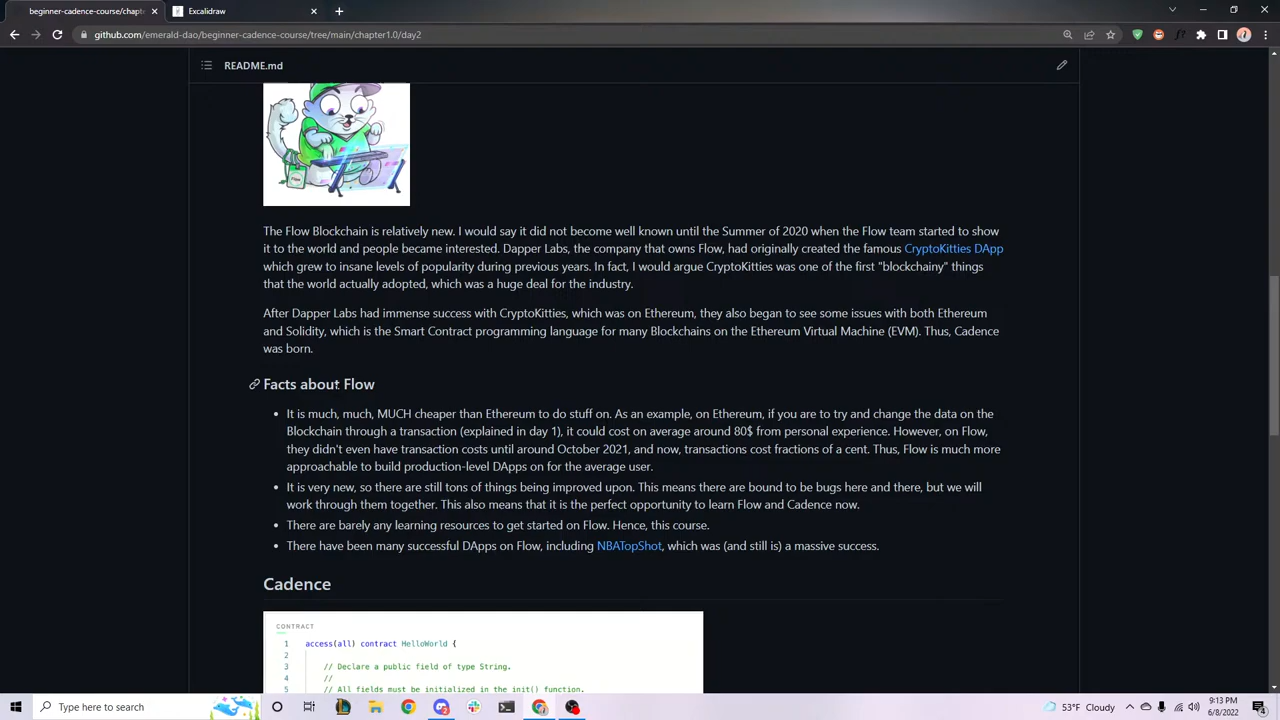 beginner-cadence-course/chapte
Excalidraw
github.com/emerald-dao/beginner-cadence-course/tree/main/chapter1.0/day2
README.md
The Flow Blockchain is relatively new. I would say it did not become well known until the Summer of 2020 when the Flow team started to show
it to the world and people became interested. Dapper Labs, the company that owns Flow, had originally created the famous CryptoKitties DApp
which grew to insane levels of popularity during previous years. In fact, I would argue CryptoKitties was one of the first "blockchainy" things
that the world actually adopted, which was a huge deal for the industry.
After Dapper Labs had immense success with CryptoKitties, which was on Ethereum, they also began to see some issues with both Ethereum
and Solidity, which is the Smart Contract programming language for many Blockchains on the Ethereum Virtual Machine (EVM). Thus, Cadence
was born.
Facts about Flow
It is much, much, MUCH cheaper than Ethereum to do stuff on. As an example, on Ethereum, if you are to try and change the data on the
Blockchain through a transaction (explained in day 1), it could cost on average around 80$ from personal experience. However, on Flow,
they didn't even have transaction costs until around October 2021, and now, transactions cost fractions of a cent. Thus, Flow is much more
approachable to build production-level DApps on for the average user.
It is very new, so there are still tons of things being improved upon. This means there are bound to be bugs here and there, but we will
work through them together. This also means that it is the perfect opportunity to learn Flow and Cadence now.
There are barely any learning resources to get started on Flow. Hence, this course.
There have been many successful DApps on Flow, including NBATopShot, which was (and still is) a massive success.
Cadence
CONTRACT
1 access(all) contract HelloWorld {
2
3 // Declare a public field of type String.
4 //
5 // All fields must be initialized in the init() function.
Type here to search
53°F Cloudy
9:13 PM
6/8/2022